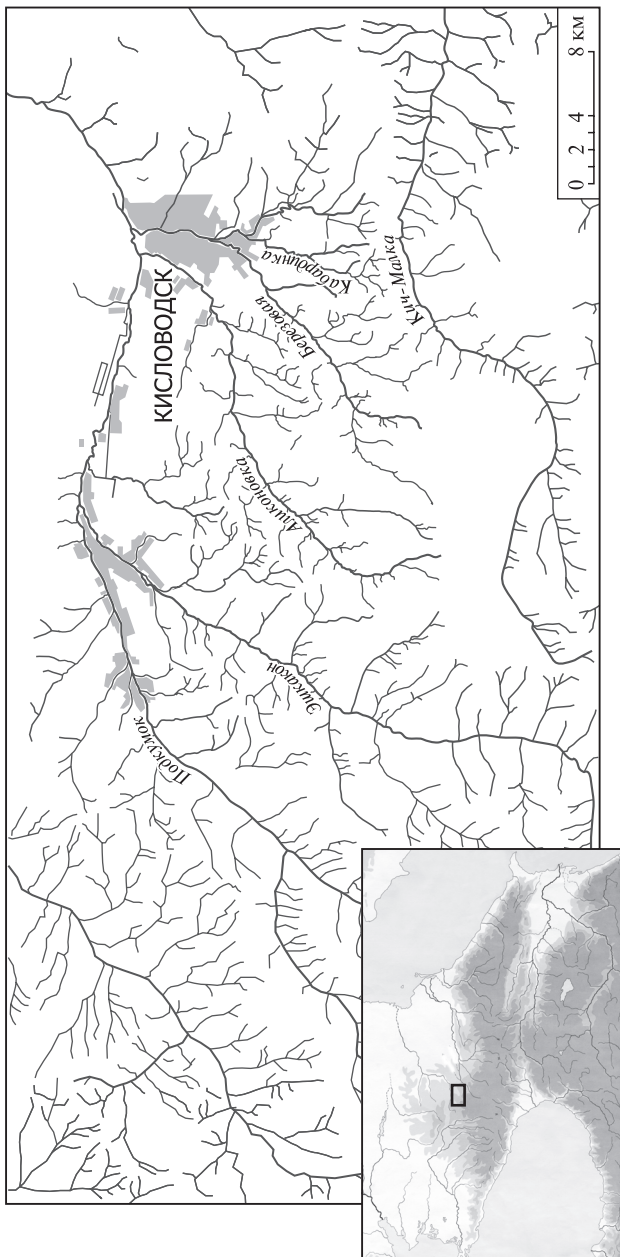 КИСЛОВОДСК
Подкумок
Эшкакон
Аликоновка
Березовая
Кабардинка
Кич-Малка
0 2 4 8 км